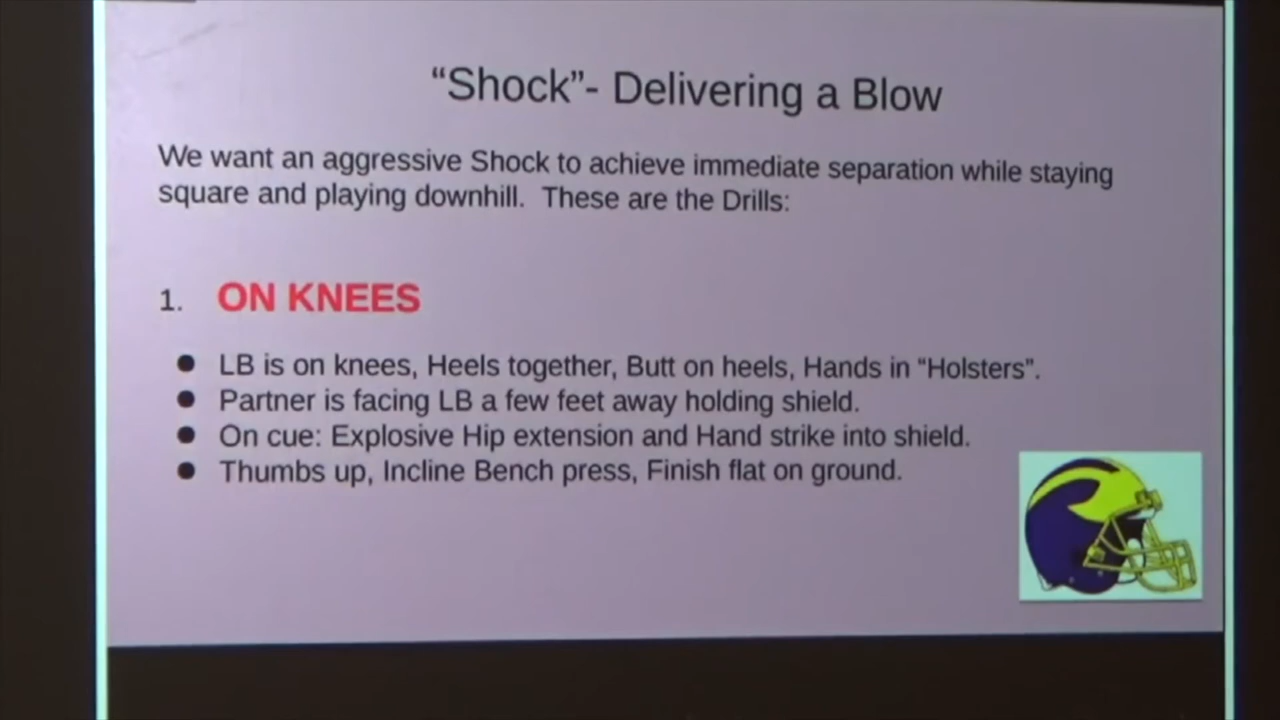 “Shock”- Delivering a Blow
We want an aggressive Shock to achieve immediate separation while staying
square and playing downhill.  These are the Drills:
1. ON KNEES
● LB is on knees, Heels together, Butt on heels, Hands in “Holsters”.
● Partner is facing LB a few feet away holding shield.
● On cue: Explosive Hip extension and Hand strike into shield.
● Thumbs up, Incline Bench press, Finish flat on ground.